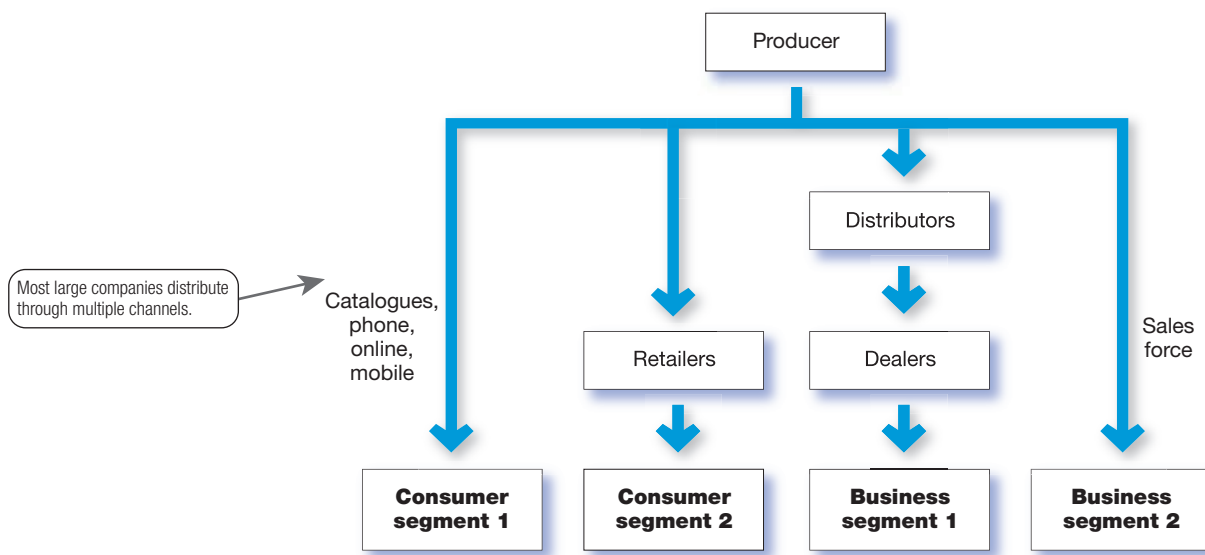 Producer
Distributors
Most large companies distribute
through multiple channels.
Catalogues,
phone,
online,
mobile
Retailers
Dealers
Sales
force
Consumer
segment 1
Consumer
segment 2
Business
segment 1
Business
segment 2